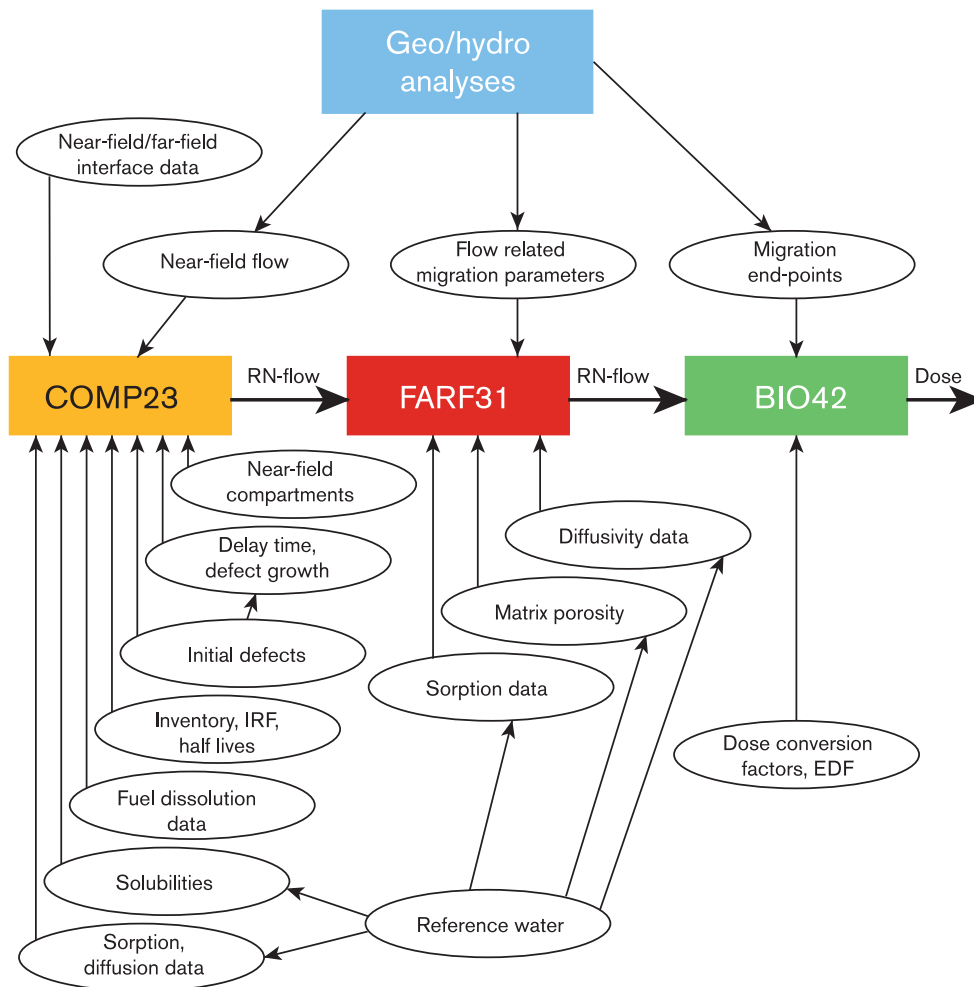 Geo/hydro
analyses
Near-field/far-field
interface data
Near-field flow
Flow related
migration parameters
Migration
end-points
COMP23
RN-flow
FARF31
RN-flow
BIO42
Dose
Near-field
compartments
Delay time,
defect growth
Initial defects
Inventory, IRF,
half lives
Fuel dissolution
data
Solubilities
Sorption,
diffusion data
Diffusivity data
Matrix porosity
Sorption data
Reference water
Dose conversion
factors, EDF